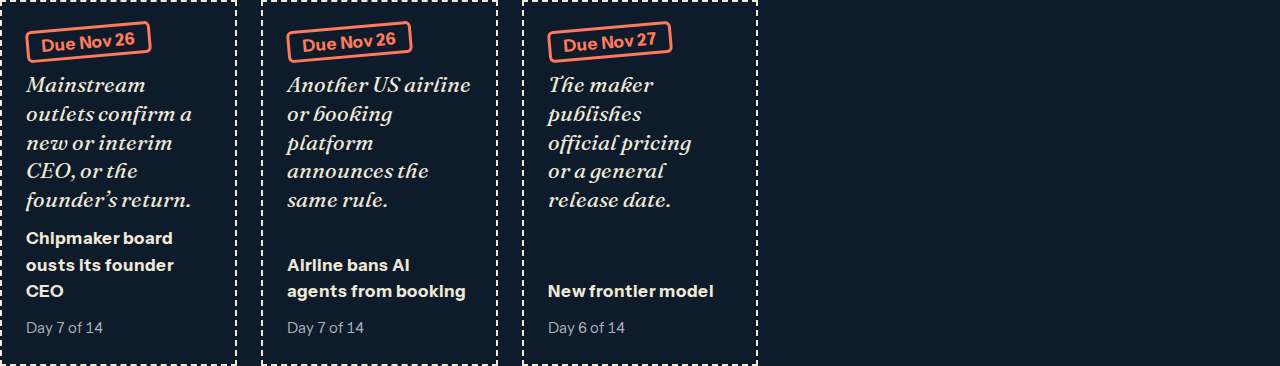 Due Nov 26
Mainstream
outlets confirm a
new or interim
CEO, or the
founder’s return.
Chipmaker board
ousts its founder
CEO
Day 7 of 14
Due Nov 26
Another US airline
or booking
platform
announces the
same rule.
Airline bans AI
agents from booking
Day 7 of 14
Due Nov 27
The maker
publishes
official pricing
or a general
release date.
New frontier model
Day 6 of 14